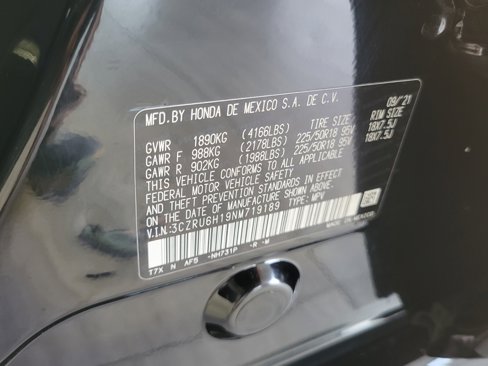 MFD.BY HONDA DE MEXICO S.A. DE C.V. 09/'21
GVWR 1890KG (4166LBS) TIRE SIZE RIM SIZE
GAWR F 988KG (2178LBS) 225/50R18 95V 18X7.5J
GAWR R 902KG (1988LBS) 225/50R18 95V 18X7.5J
THIS VEHICLE CONFORMS TO ALL APPLICABLE
FEDERAL MOTOR VEHICLE SAFETY, BUMPER,
AND THEFT PREVENTION STANDARDS IN EFFECT
ON THE DATE OF MANUFACTURE SHOWN ABOVE.
V.I.N:3CZRU6H19NM719189 TYPE: MPV
MADE IN MEXICO
T7X N AF5 -NH731P -R -M